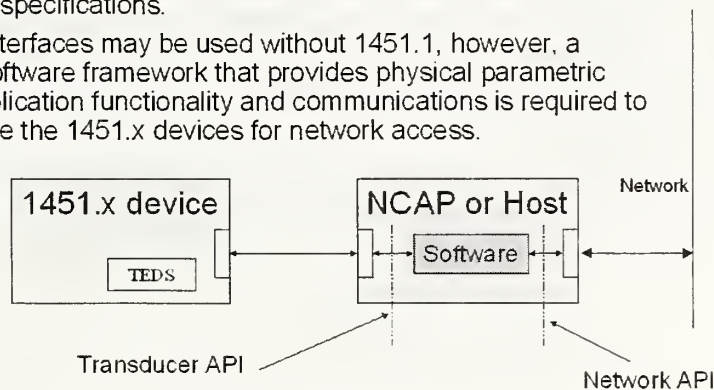 specifications.
terfaces may be used without 1451.1, however, a
oftware framework that provides physical parametric
lication functionality and communications is required to
e the 1451.x devices for network access.
1451.x device
NCAP or Host
Network
Software
TEDS
Transducer API
Network API